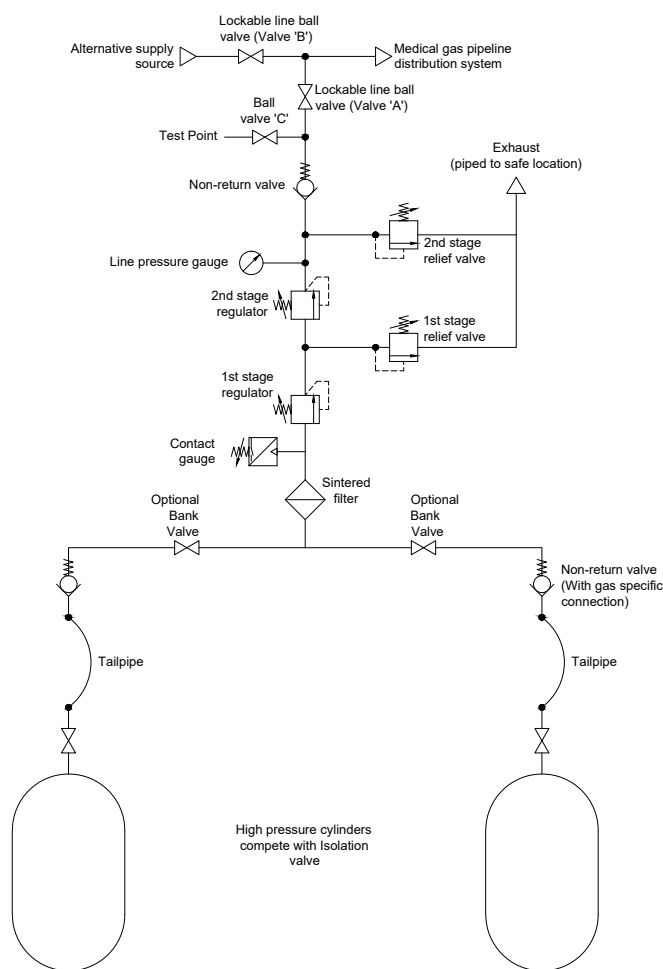 Lockable line ball
valve (Valve 'B')
Alternative supply
source
Medical gas pipeline
distribution system
Lockable line ball
valve (Valve 'A')
Ball
valve 'C'
Test Point
Exhaust
(piped to safe location)
Non-return valve
2nd stage
relief valve
Line pressure gauge
2nd stage
regulator
1st stage
relief valve
1st stage
regulator
Contact
gauge
Sintered
filter
Optional
Bank
Valve
Optional
Bank
Valve
Non-return valve
(With gas specific
connection)
Tailpipe
Tailpipe
High pressure cylinders
compete with Isolation
valve